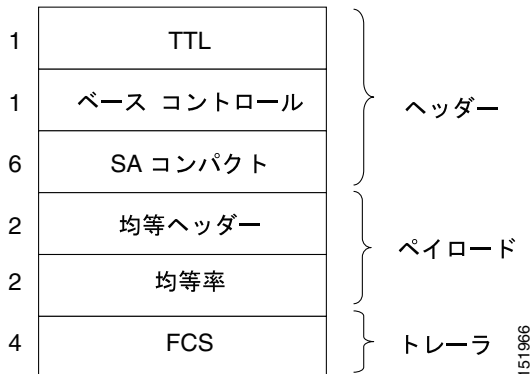 1 TTL
1 ベース コントロール
ヘッダー
6 SA コンパクト
2 均等ヘッダー
ペイロード
2 均等率
4 FCS
トレーラ
151966